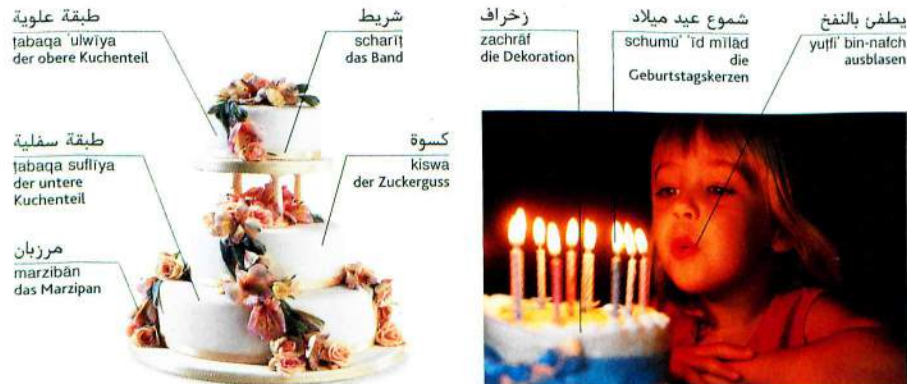 طبقة علوية
ṭabaqa ʿulwīya
der obere Kuchenteil
شريط
scharīṭ
das Band
طبقة سفلية
ṭabaqa suflīya
der untere
Kuchenteil
كسوة
kiswa
der Zuckerguss
مرزبان
marzibān
das Marzipan
زخراف
zachrāf
die Dekoration
شموع عيد ميلاد
schumūʿ ʿīd mīlād
die
Geburtstagskerzen
يطفئ بالنفخ
yuṭfiʾ bin-nafch
ausblasen